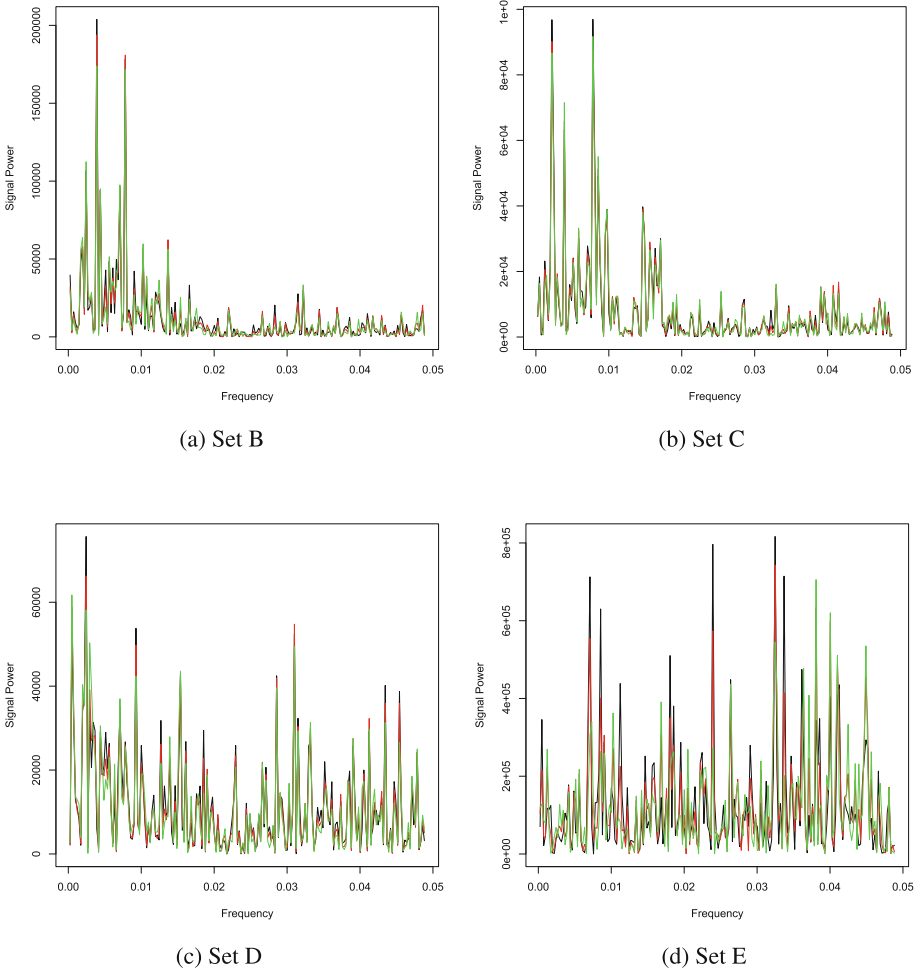 200000
150000
100000
50000
0
Signal Power
0.00 0.01 0.02 0.03 0.04 0.05
Frequency
(a) Set B
8e+04
6e+04
4e+04
2e+04
0e+00
Signal Power
0.00 0.01 0.02 0.03 0.04 0.05
Frequency
(b) Set C
60000
40000
20000
0
Signal Power
0.00 0.01 0.02 0.03 0.04 0.05
Frequency
(c) Set D
8e+05
6e+05
4e+05
2e+05
0e+00
Signal Power
0.00 0.01 0.02 0.03 0.04 0.05
Frequency
(d) Set E